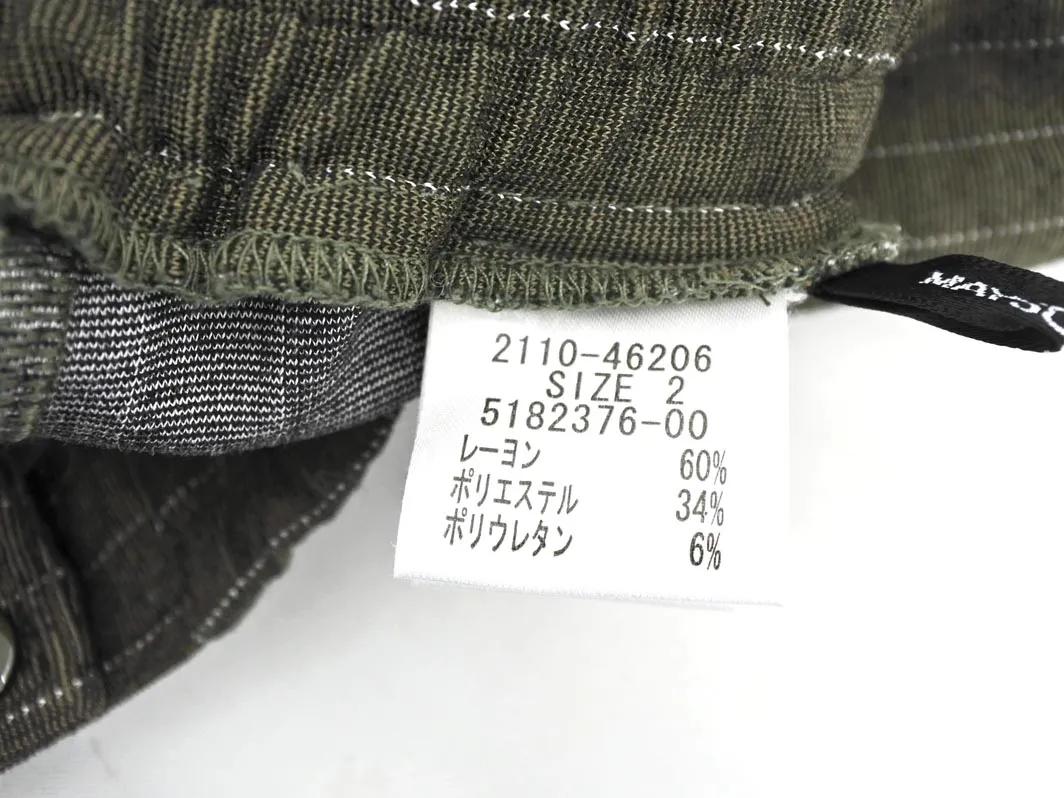 2110-46206
SIZE 2
5182376-00
レーヨン 60%
ポリエステル 34%
ポリウレタン 6%